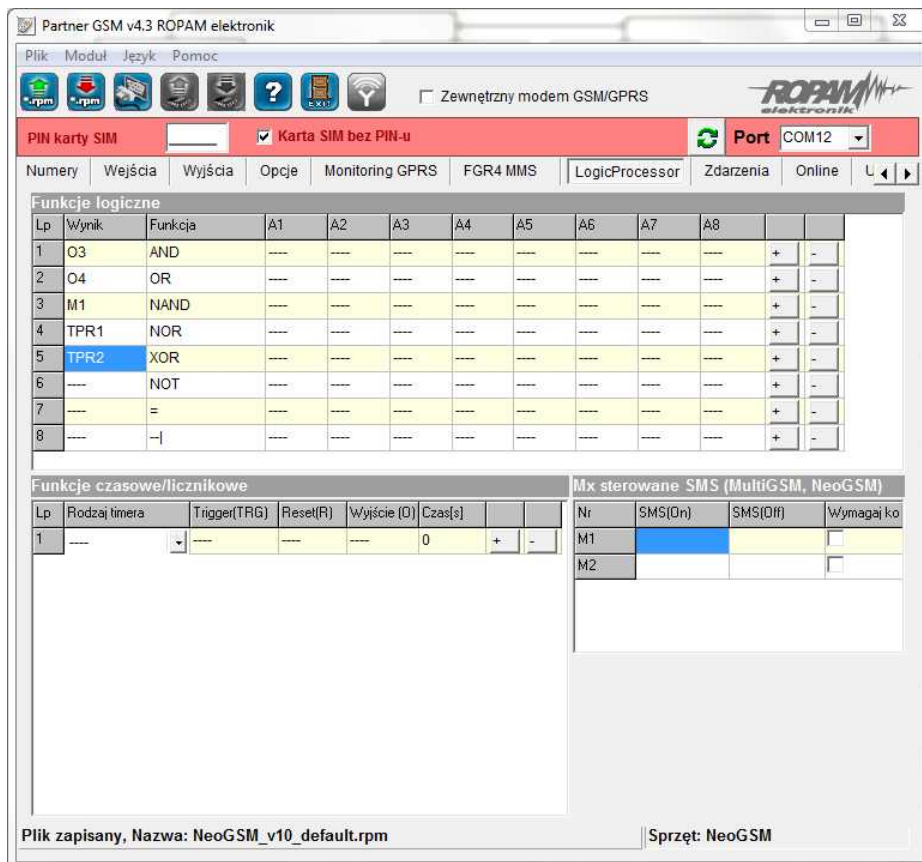 Partner GSM v4.3 ROPAM elektronik
Plik Moduł Język Pomoc
.rpm .rpm ? EXIT Zewnętrzny modem GSM/GPRS ROPAM elektronik
PIN karty SIM Karta SIM bez PIN-u Port COM12
Numery Wejścia Wyjścia Opcje Monitoring GPRS FGR4 MMS LogicProcessor Zdarzenia Online U
Funkcje logiczne
Lp Wynik Funkcja A1 A2 A3 A4 A5 A6 A7 A8
1 O3 AND ---- ---- ---- ---- ---- ---- ---- ---- + -
2 O4 OR ---- ---- ---- ---- ---- ---- ---- ---- + -
3 M1 NAND ---- ---- ---- ---- ---- ---- ---- ---- + -
4 TPR1 NOR ---- ---- ---- ---- ---- ---- ---- ---- + -
5 TPR2 XOR ---- ---- ---- ---- ---- ---- ---- ---- + -
6 ---- NOT ---- ---- ---- ---- ---- ---- ---- ---- + -
7 ---- = ---- ---- ---- ---- ---- ---- ---- ---- + -
8 ---- --| ---- ---- ---- ---- ---- ---- ---- ---- + -
Funkcje czasowe/licznikowe
Lp Rodzaj timera Trigger(TRG) Reset(R) Wyjście (O) Czas[s]
1 ---- ---- ---- ---- 0 + -
Mx sterowane SMS (MultiGSM, NeoGSM)
Nr SMS(On) SMS(Off) Wymagaj ko
M1
M2
Plik zapisany, Nazwa: NeoGSM_v10_default.rpm Sprzęt: NeoGSM